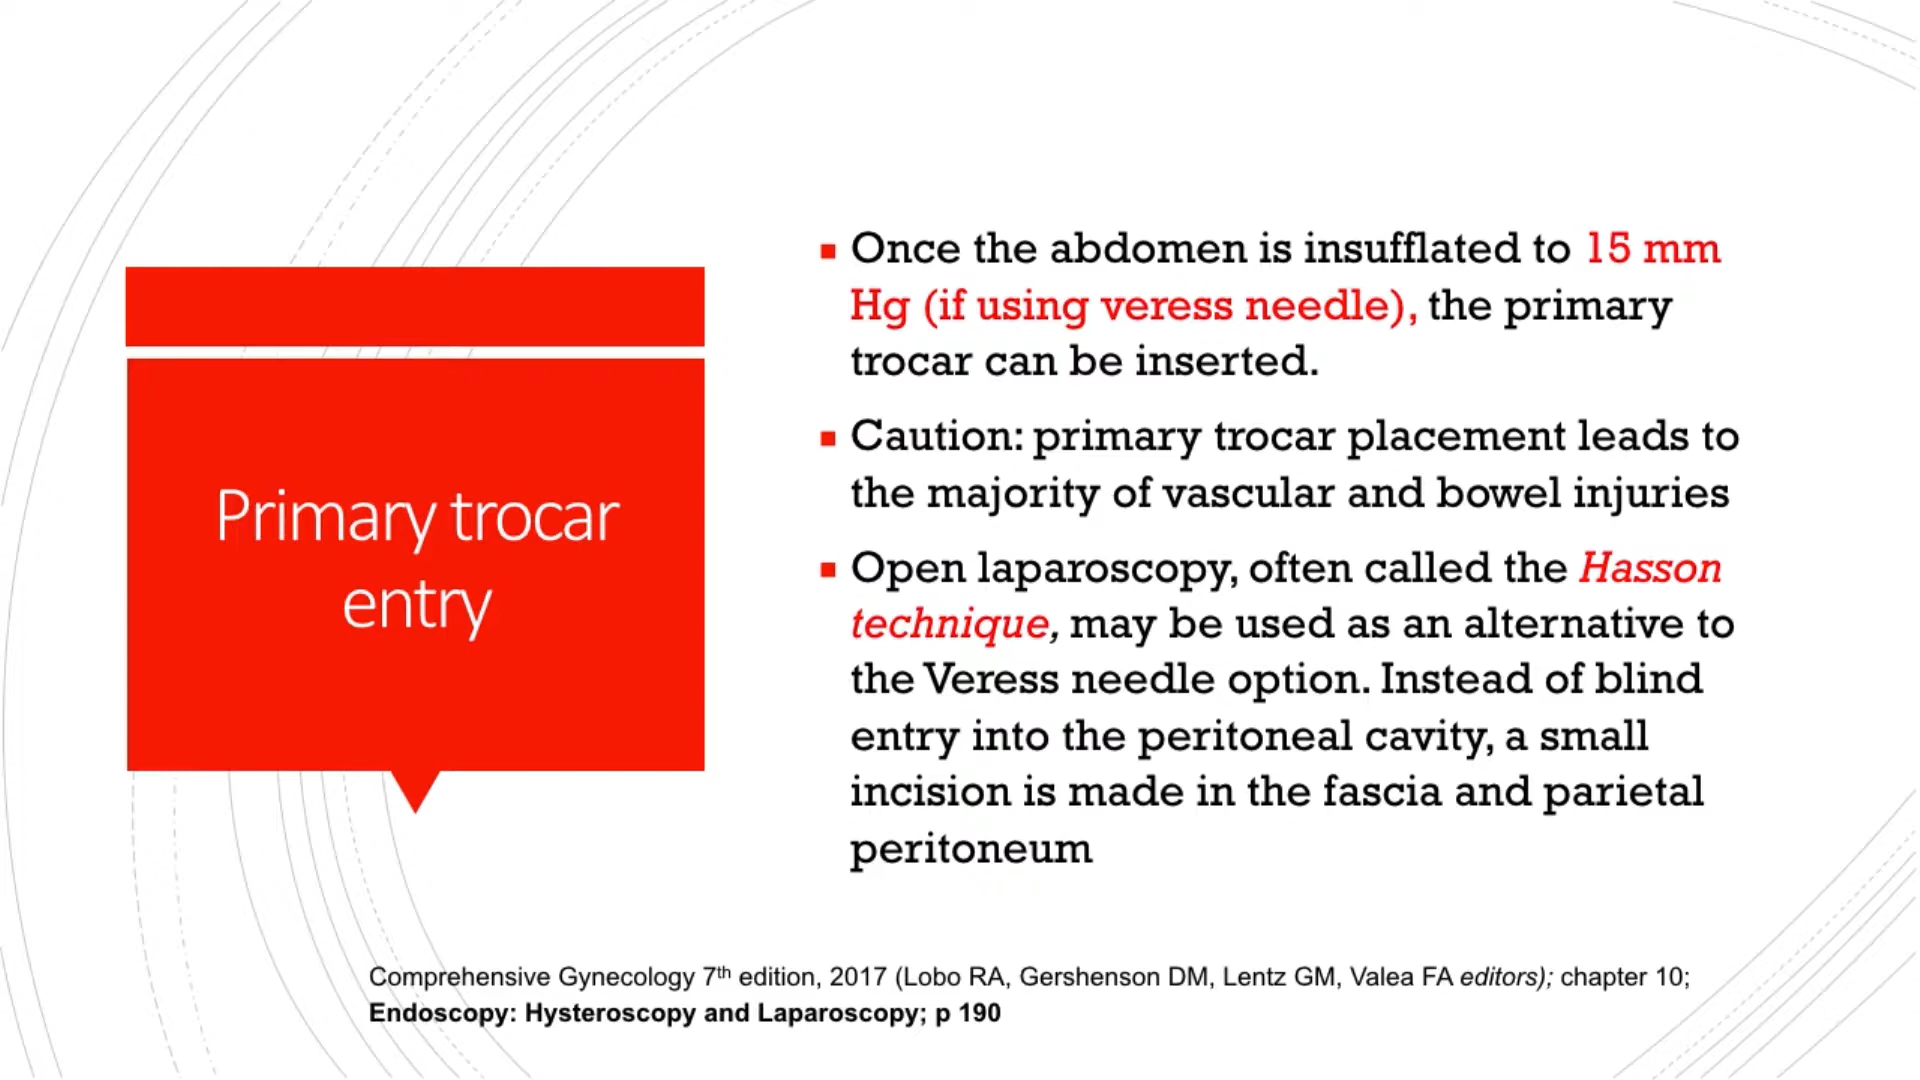 Primary trocar
entry
Once the abdomen is insufflated to 15 mm
Hg (if using veress needle), the primary
trocar can be inserted.
Caution: primary trocar placement leads to
the majority of vascular and bowel injuries
Open laparoscopy, often called the Hasson
technique, may be used as an alternative to
the Veress needle option. Instead of blind
entry into the peritoneal cavity, a small
incision is made in the fascia and parietal
peritoneum
Comprehensive Gynecology 7th edition, 2017 (Lobo RA, Gershenson DM, Lentz GM, Valea FA editors); chapter 10;
Endoscopy: Hysteroscopy and Laparoscopy; p 190